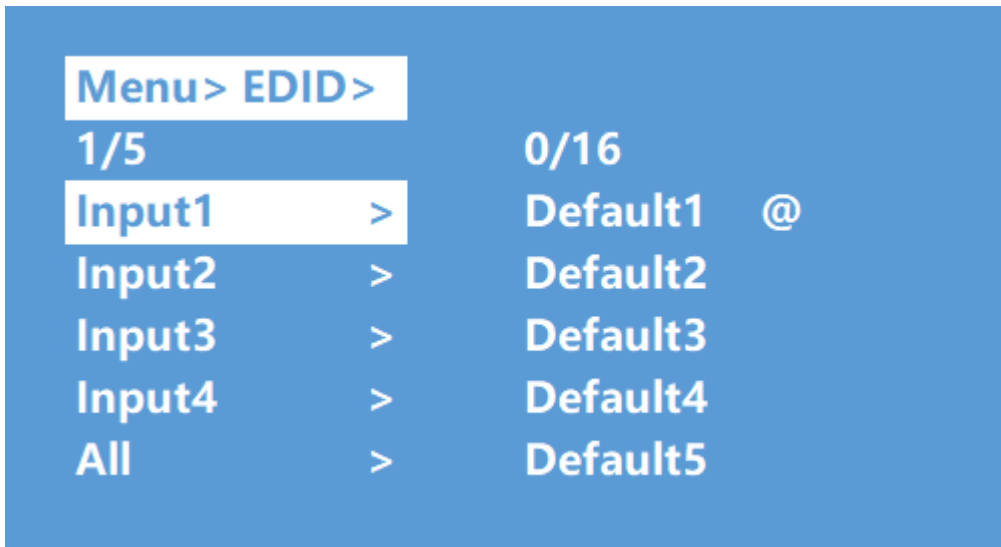 Menu> EDID>
1/5 0/16
Input1 > Default1 @
Input2 > Default2
Input3 > Default3
Input4 > Default4
All > Default5